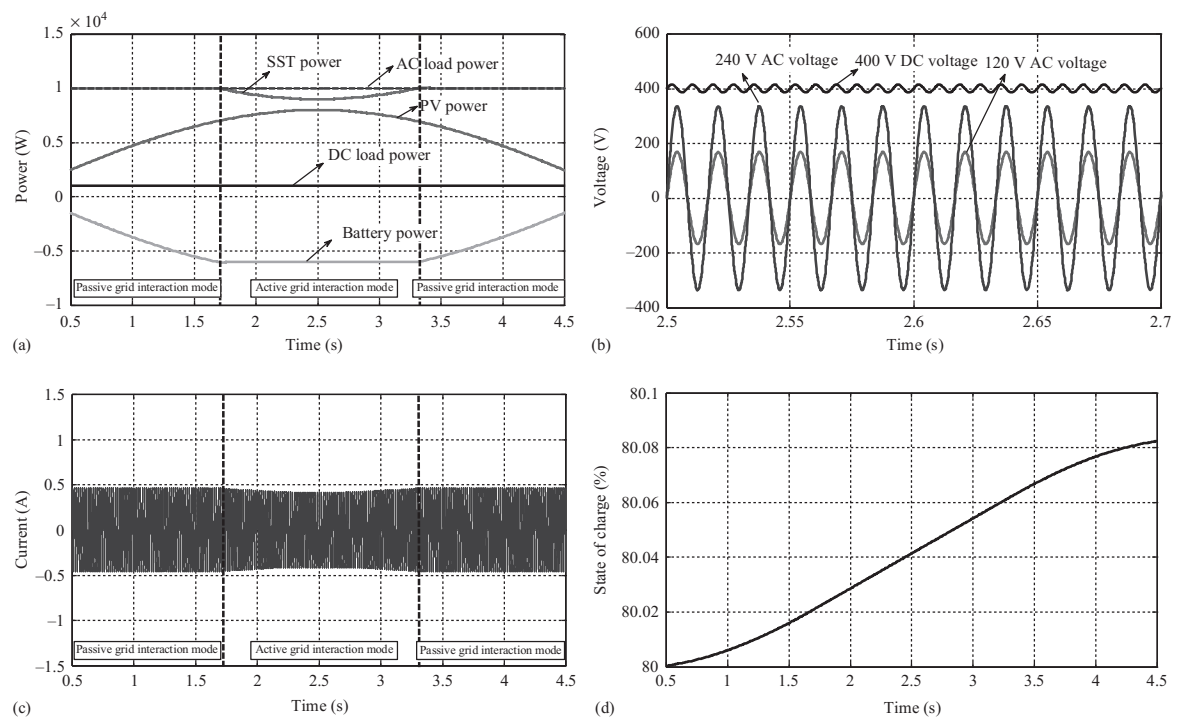 × 10⁴
1.5
1
0.5
0
–0.5
–1
Power (W)
SST power
AC load power
PV power
DC load power
Battery power
Passive grid interaction mode
Active grid interaction mode
Passive grid interaction mode
0.5 1 1.5 2 2.5 3 3.5 4 4.5
(a)
Time (s)
600
400
200
0
–200
–400
Voltage (V)
240 V AC voltage
400 V DC voltage
120 V AC voltage
2.5 2.55 2.6 2.65 2.7
(b)
Time (s)
1.5
1
0.5
0
–0.5
–1
–1.5
Current (A)
Passive grid interaction mode
Active grid interaction mode
Passive grid interaction mode
0.5 1 1.5 2 2.5 3 3.5 4 4.5
(c)
Time (s)
80.1
80.08
80.06
80.04
80.02
80
State of charge (%)
0.5 1 1.5 2 2.5 3 3.5 4 4.5
(d)
Time (s)